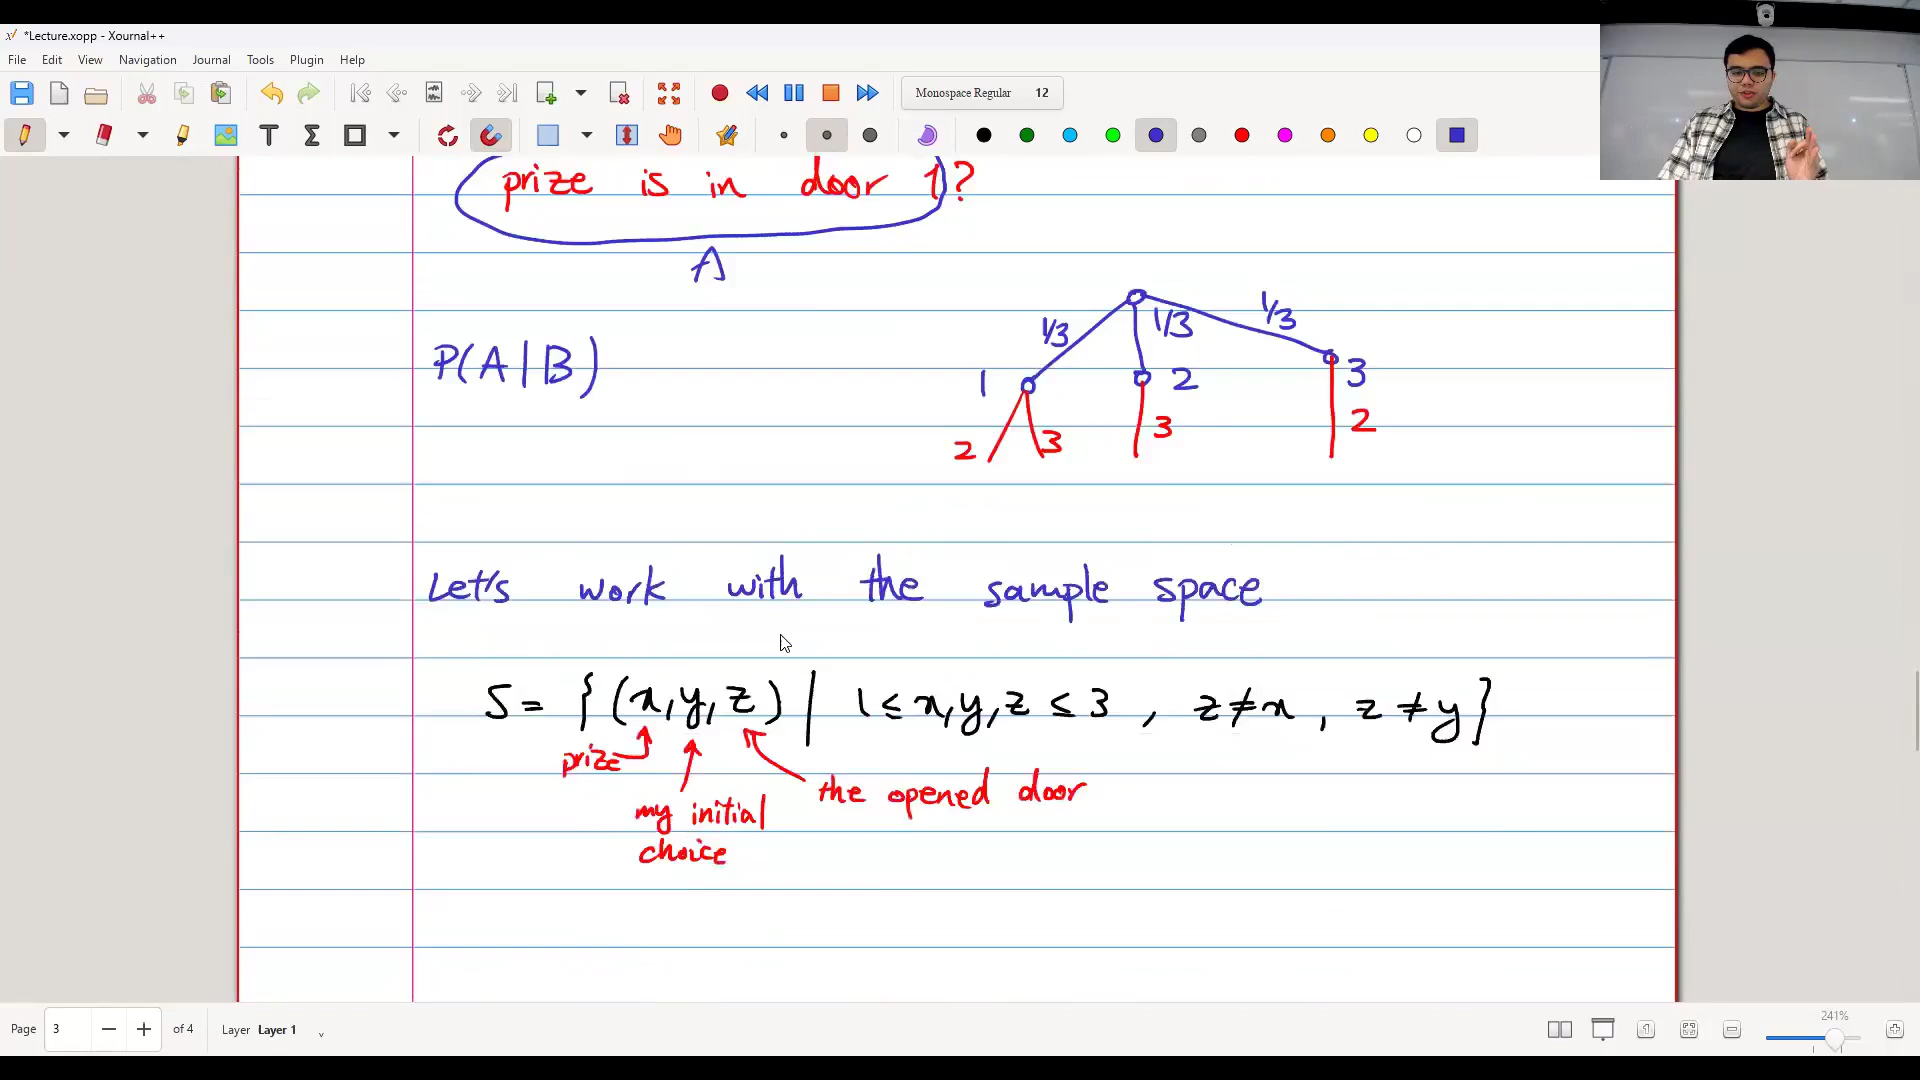 *Lecture.xopp - Xournal++
File Edit View Navigation Journal Tools Plugin Help
Monospace Regular 12
prize is in door 1?
A
1/3 1/3 1/3
P(A|B)
1 2 3
2 3 3 2
Let's work with the sample space
S = {(x,y,z) | 1≤x,y,z ≤ 3 , z≠x , z ≠y}
prize
my initial
choice
the opened door
Page 3 of 4 Layer Layer 1
241%